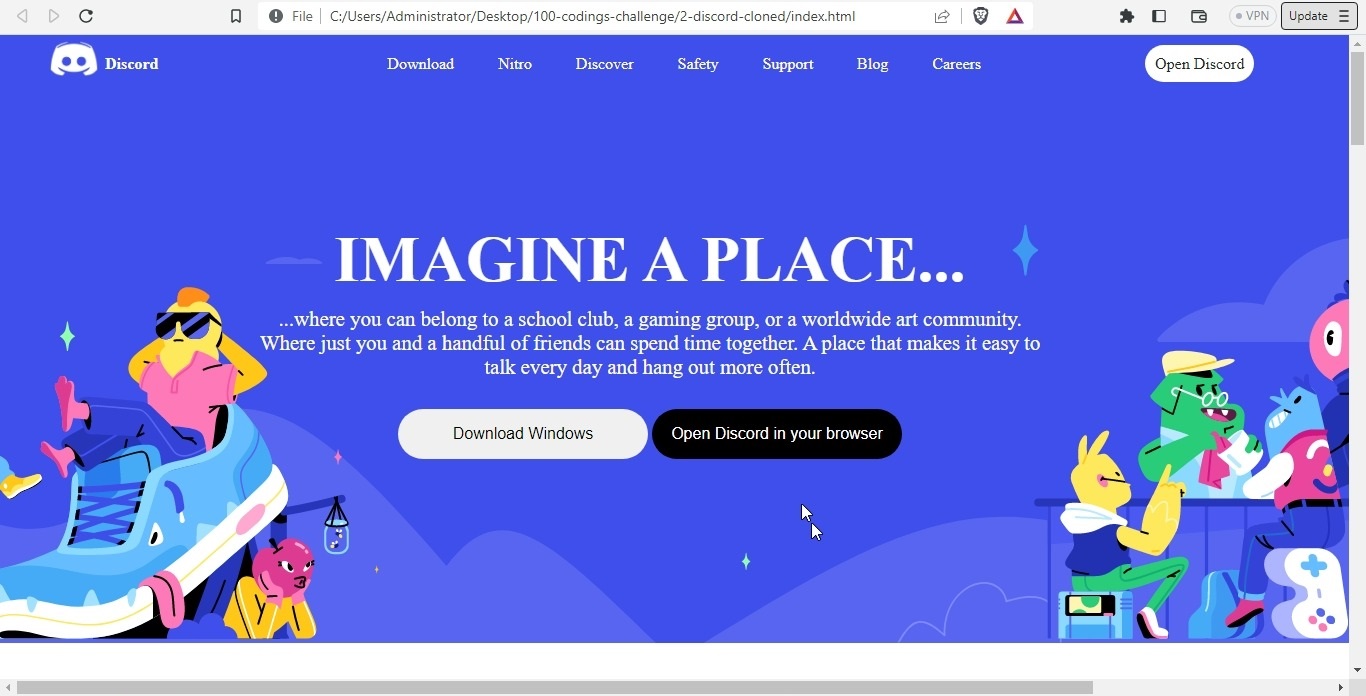 File C:/Users/Administrator/Desktop/100-codings-challenge/2-discord-cloned/index.html VPN Update
Discord Download Nitro Discover Safety Support Blog Careers Open Discord
IMAGINE A PLACE...
...where you can belong to a school club, a gaming group, or a worldwide art community.
Where just you and a handful of friends can spend time together. A place that makes it easy to
talk every day and hang out more often.
Download Windows Open Discord in your browser